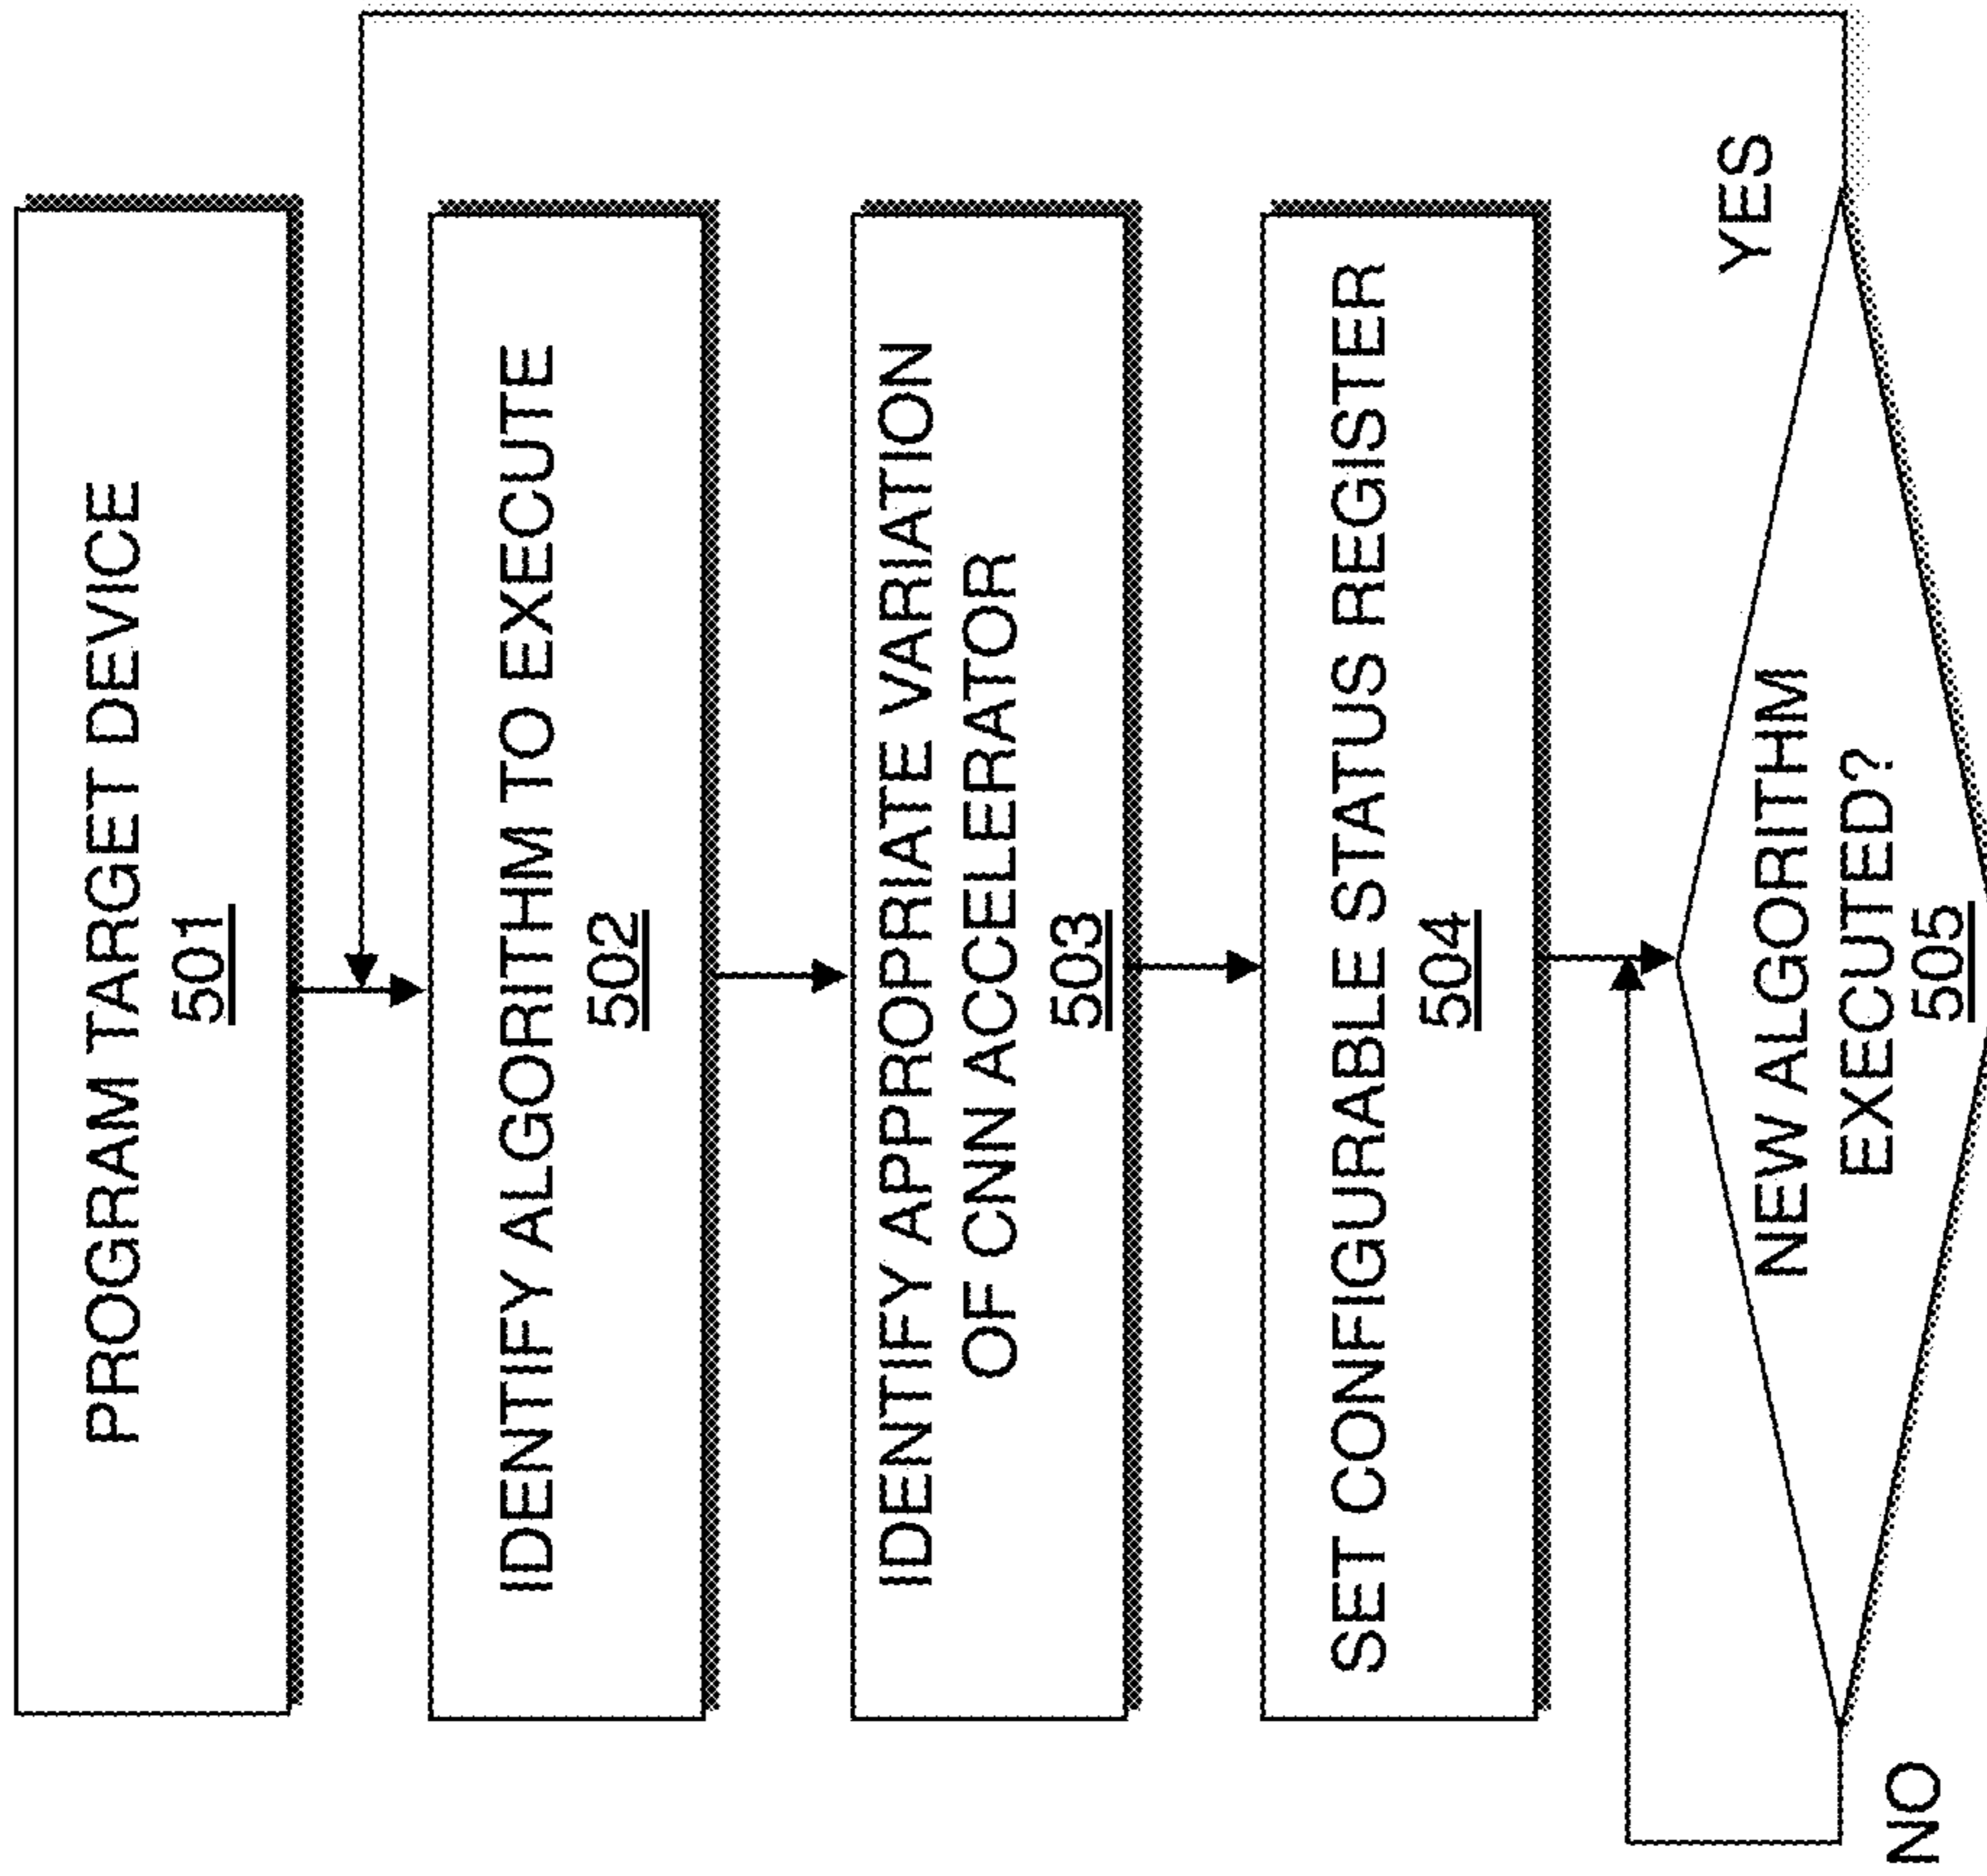 PROGRAM TARGET DEVICE
501
IDENTIFY ALGORITHM TO EXECUTE
502
IDENTIFY APPROPRIATE VARIATION
OF CNN ACCELERATOR
503
SET CONFIGURABLE STATUS REGISTER
504
NEW ALGORITHM
EXECUTED?
505
YES
NO